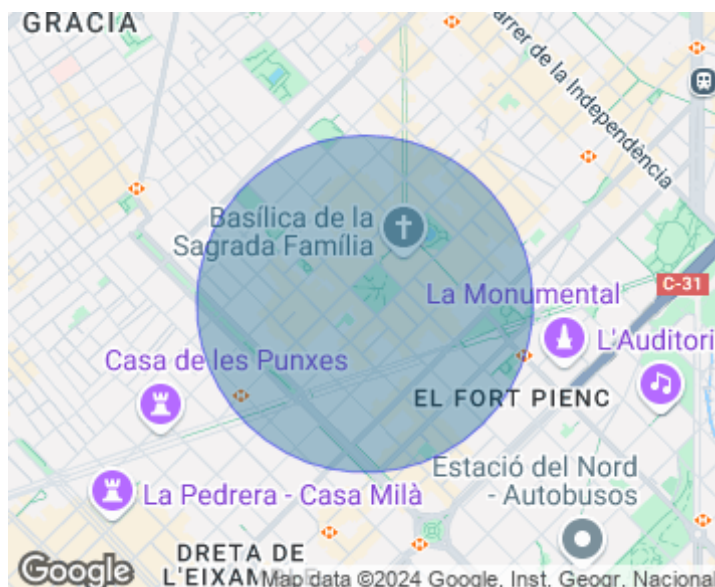 GRACIA
Carrer de la Independència
Basílica de la
Sagrada Família
C-31
La Monumental
L'Auditori
Casa de les Punxes
EL FORT PIENC
Estació del Nord
- Autobusos
La Pedrera - Casa Milà
DRETA DE
L'EIXAMPLE
Google
Map data ©2024 Google, Inst. Geogr. Nacional